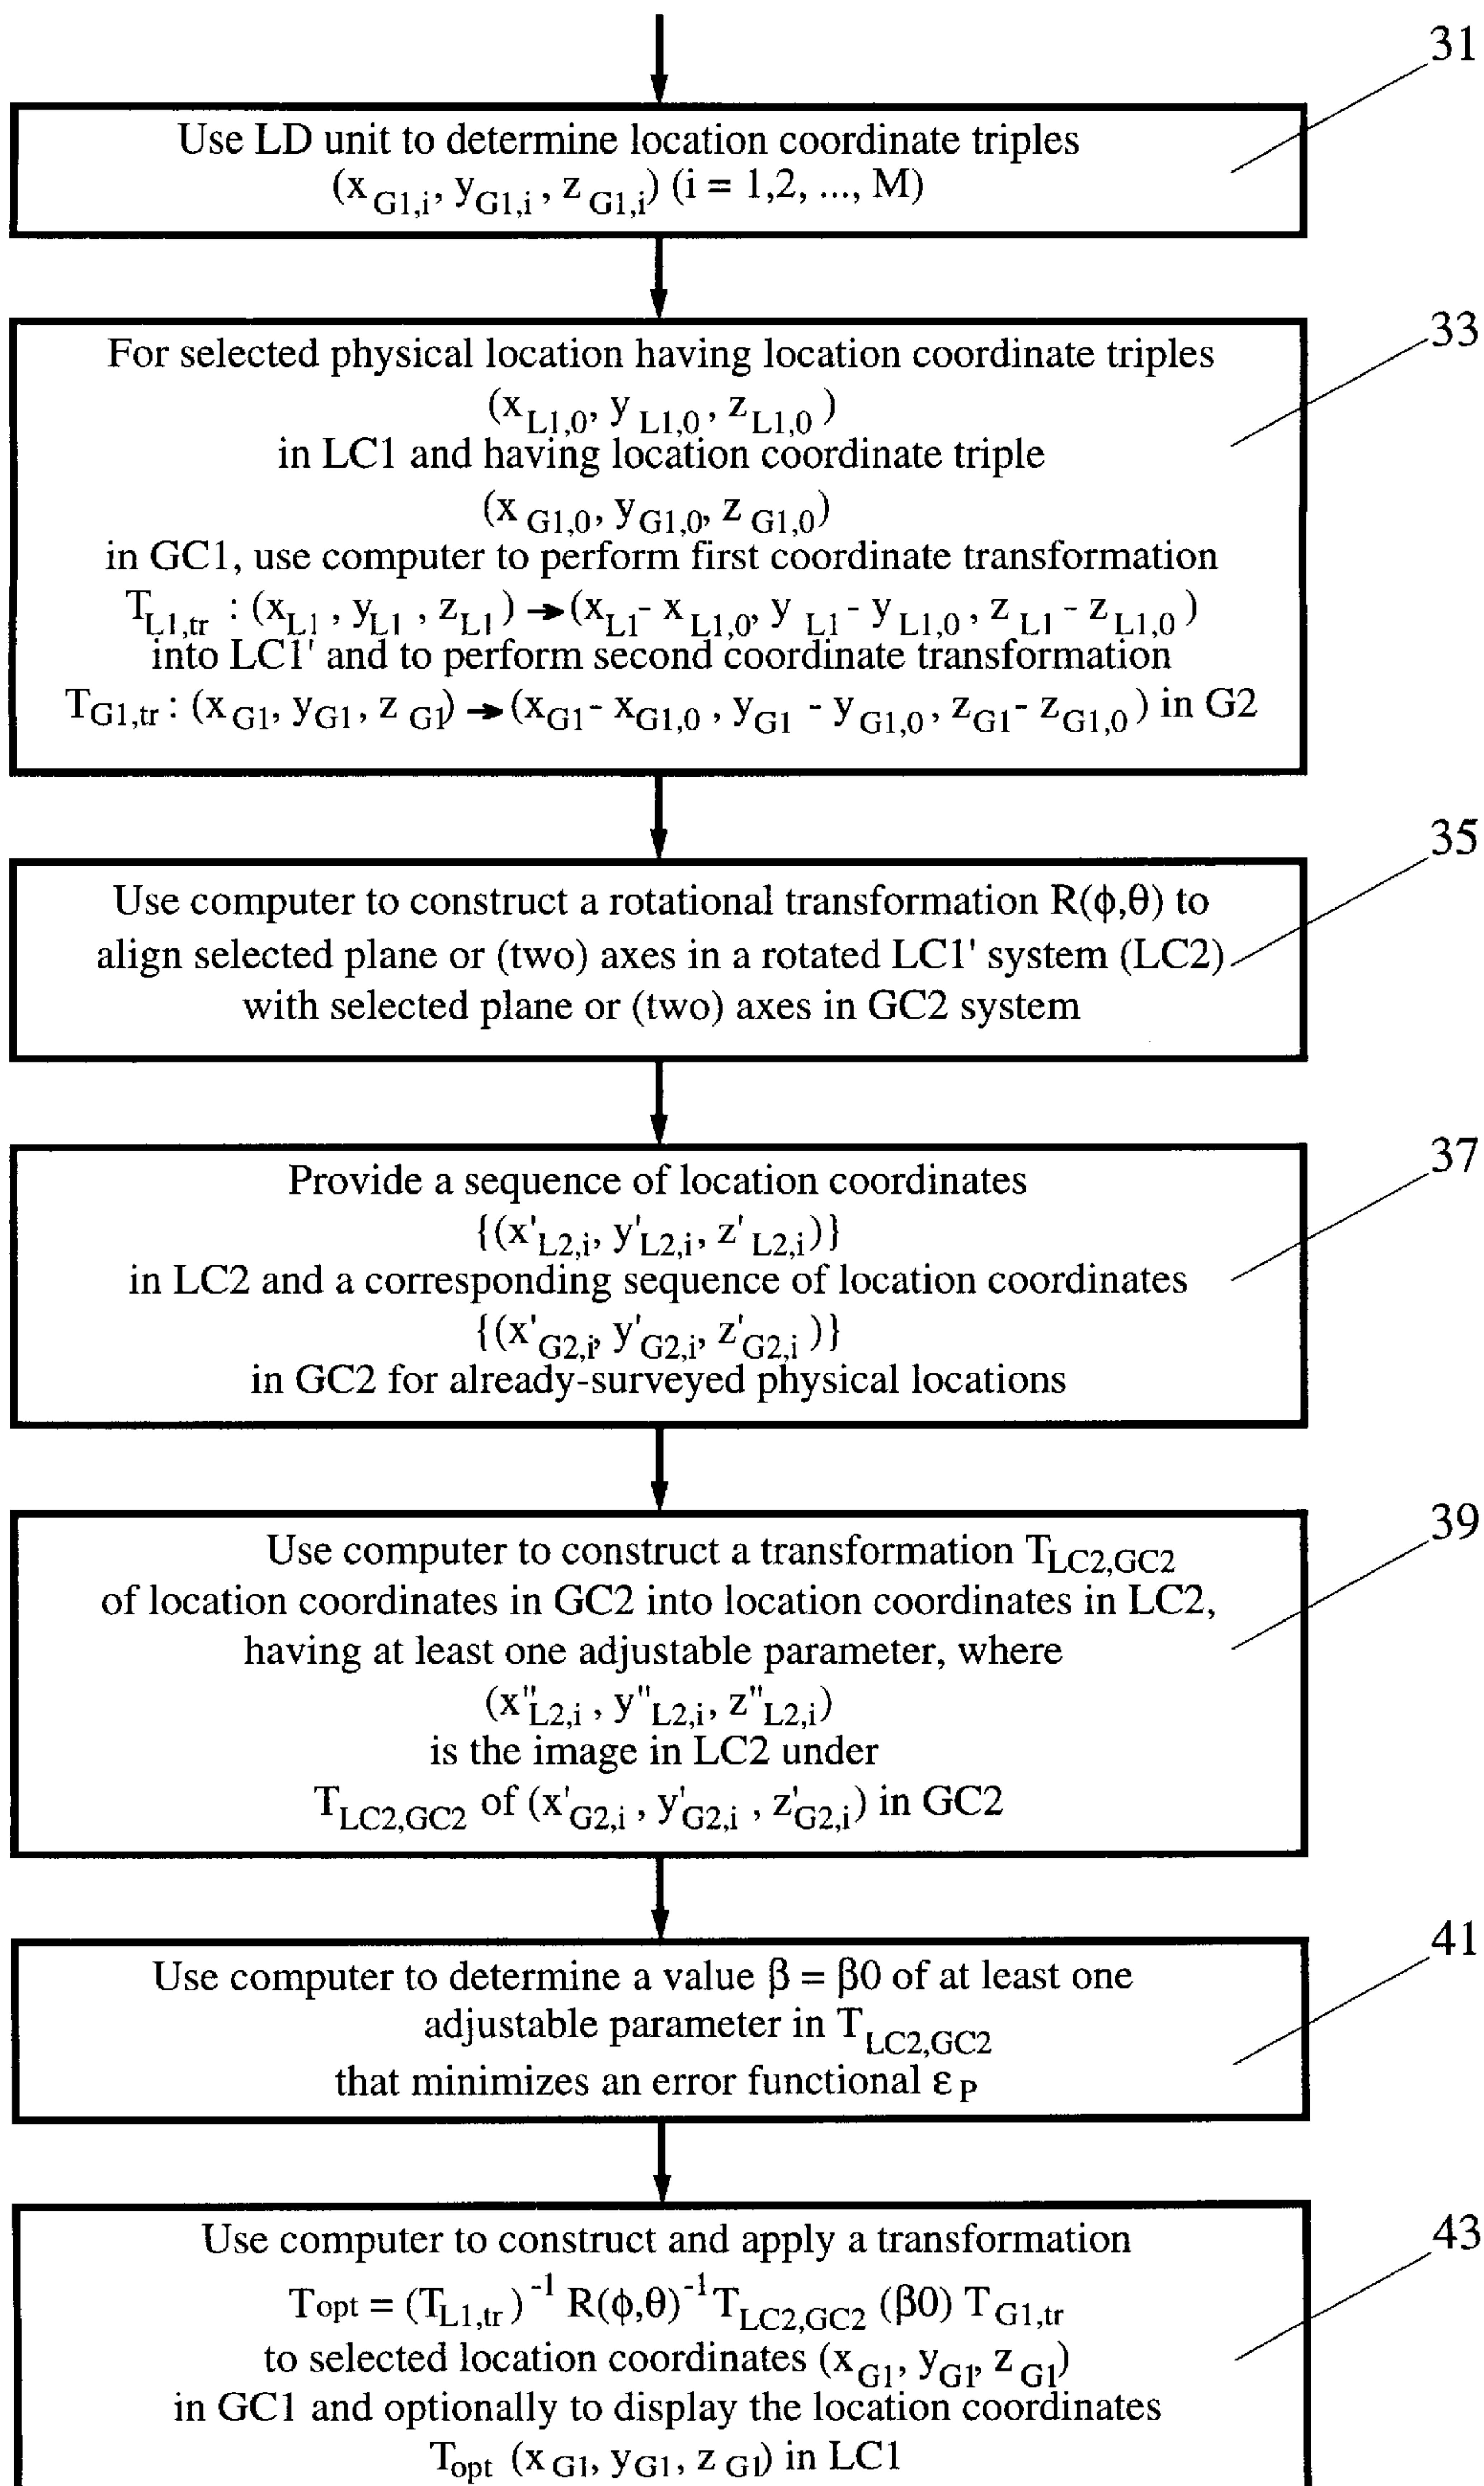 31
Use LD unit to determine location coordinate triples
(x G1,i, y G1,i, z G1,i) (i = 1,2, ..., M)
33
For selected physical location having location coordinate triples
(x L1,0, y L1,0, z L1,0)
in LC1 and having location coordinate triple
(x G1,0, y G1,0, z G1,0)
in GC1, use computer to perform first coordinate transformation
T L1,tr : (x L1, y L1, z L1) → (x L1 - x L1,0, y L1 - y L1,0, z L1 - z L1,0)
into LC1' and to perform second coordinate transformation
T G1,tr : (x G1, y G1, z G1) → (x G1 - x G1,0, y G1 - y G1,0, z G1 - z G1,0) in G2
35
Use computer to construct a rotational transformation R(ϕ,θ) to
align selected plane or (two) axes in a rotated LC1' system (LC2)
with selected plane or (two) axes in GC2 system
37
Provide a sequence of location coordinates
{(x' L2,i, y' L2,i, z' L2,i)}
in LC2 and a corresponding sequence of location coordinates
{(x' G2,i, y' G2,i, z' G2,i)}
in GC2 for already-surveyed physical locations
39
Use computer to construct a transformation T LC2,GC2
of location coordinates in GC2 into location coordinates in LC2,
having at least one adjustable parameter, where
(x" L2,i, y" L2,i, z" L2,i)
is the image in LC2 under
T LC2,GC2 of (x' G2,i, y' G2,i, z' G2,i) in GC2
41
Use computer to determine a value β = β0 of at least one
adjustable parameter in T LC2,GC2
that minimizes an error functional ε P
43
Use computer to construct and apply a transformation
Topt = (T L1,tr)^-1 R(ϕ,θ)^-1 T LC2,GC2 (β0) T G1,tr
to selected location coordinates (x G1, y G1, z G1)
in GC1 and optionally to display the location coordinates
T opt (x G1, y G1, z G1) in LC1